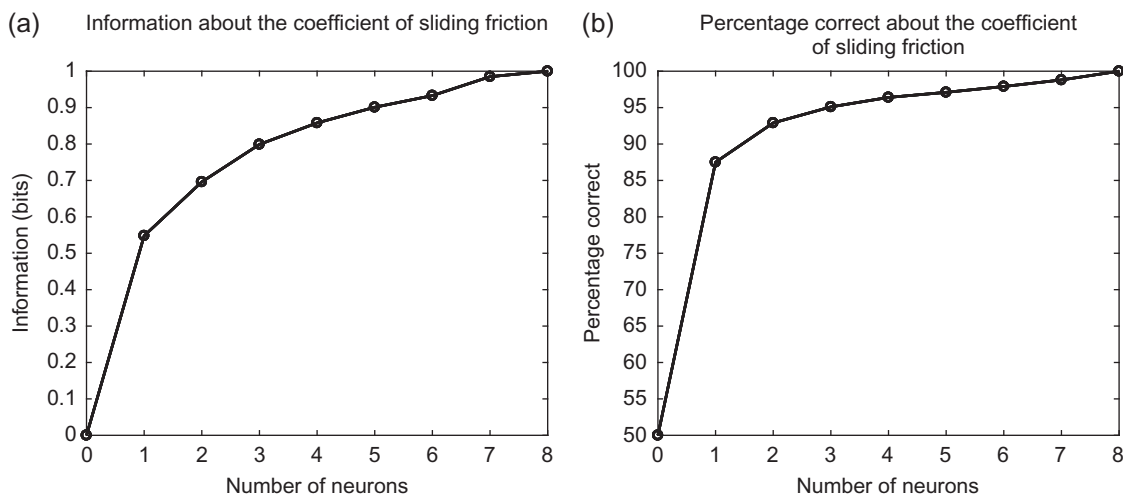 (a)
Information about the coefficient of sliding friction
1
0.9
0.8
0.7
0.6
0.5
0.4
0.3
0.2
0.1
0
Information (bits)
0 1 2 3 4 5 6 7 8
Number of neurons
(b)
Percentage correct about the coefficient
of sliding friction
100
95
90
85
80
75
70
65
60
55
50
Percentage correct
0 1 2 3 4 5 6 7 8
Number of neurons